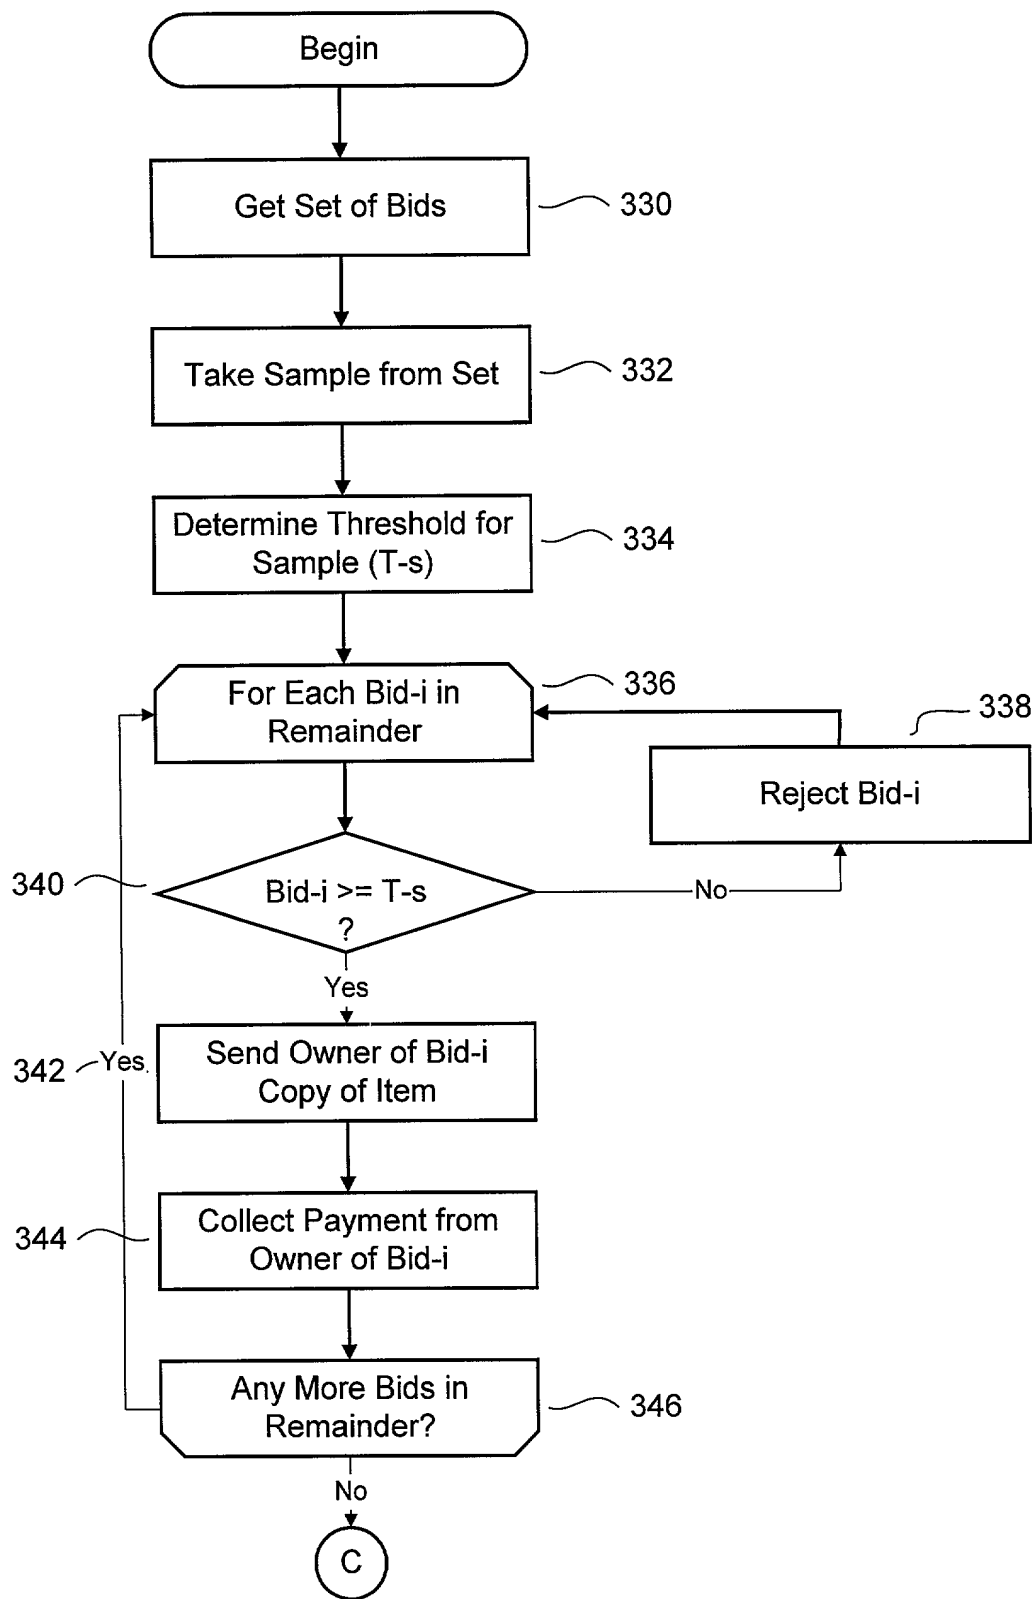 Begin
Get Set of Bids
330
Take Sample from Set
332
Determine Threshold for
Sample (T-s)
334
For Each Bid-i in
Remainder
336
338
Reject Bid-i
340
Bid-i >= T-s
?
No
Yes
342
Yes
Send Owner of Bid-i
Copy of Item
344
Collect Payment from
Owner of Bid-i
Any More Bids in
Remainder?
346
No
C